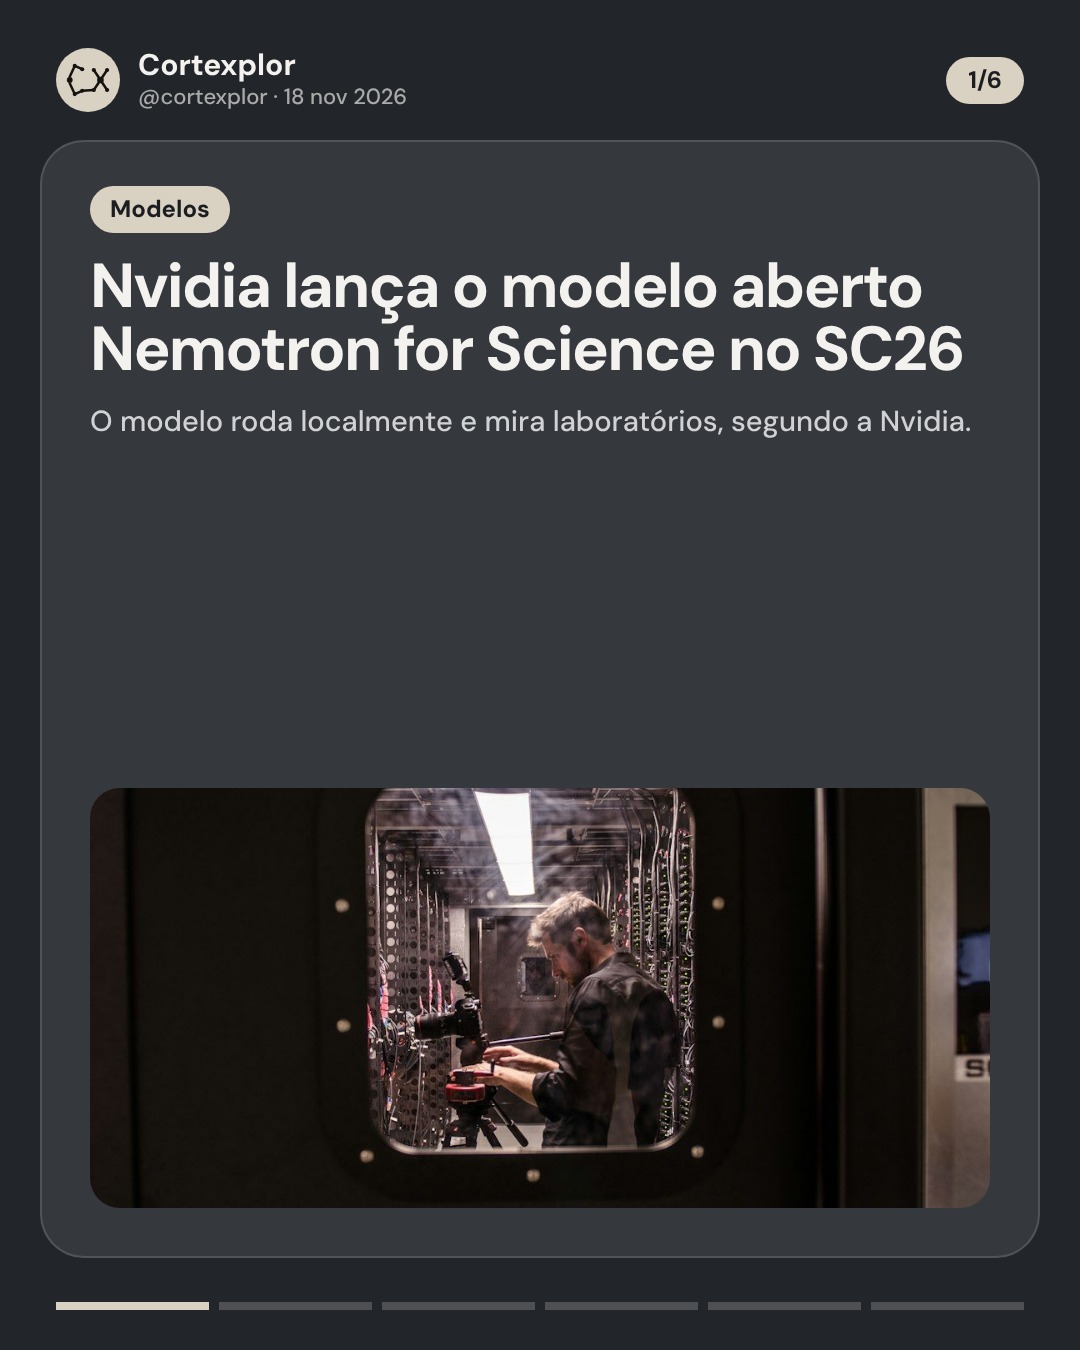 Cortexplor
@cortexplor · 18 nov 2026
1/6
Modelos
Nvidia lança o modelo aberto
Nemotron for Science no SC26
O modelo roda localmente e mira laboratórios, segundo a Nvidia.